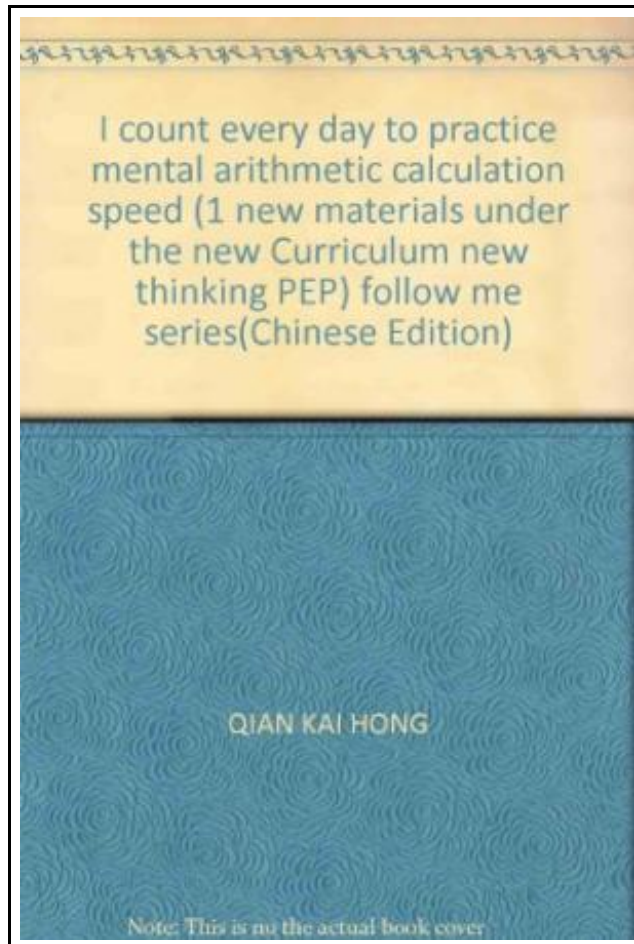 I count every day to practice
mental arithmetic calculation
speed (1 new materials under
the new Curriculum new
thinking PEP) follow me
series(Chinese Edition)
QIAN KAI HONG
Note: This is no the actual book cover